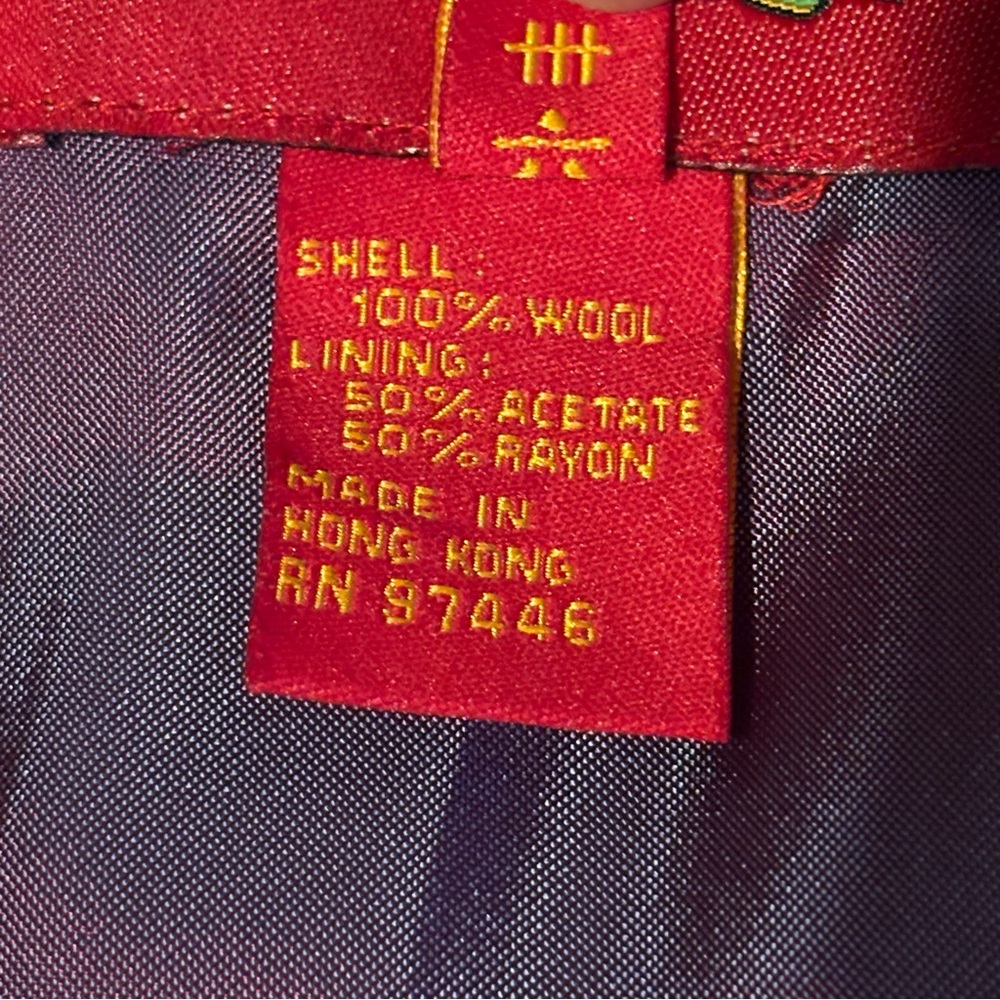 SHELL:
100% WOOL
LINING:
50% ACETATE
50% RAYON
MADE IN
HONG KONG
RN 97446